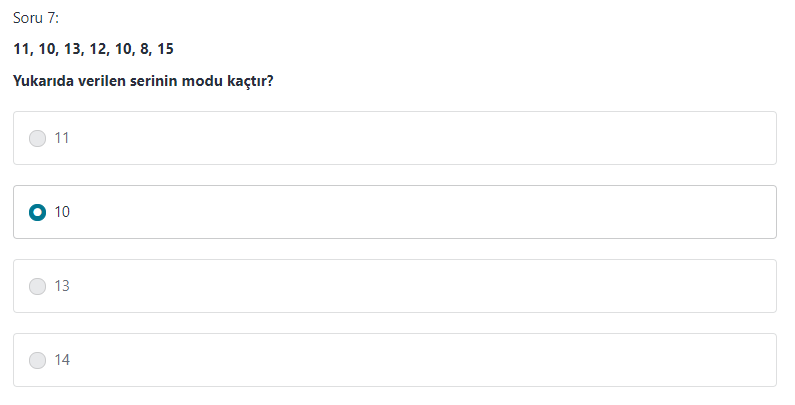 Soru 7:
11, 10, 13, 12, 10, 8, 15
Yukarıda verilen serinin modu kaçtır?
11
10
13
14